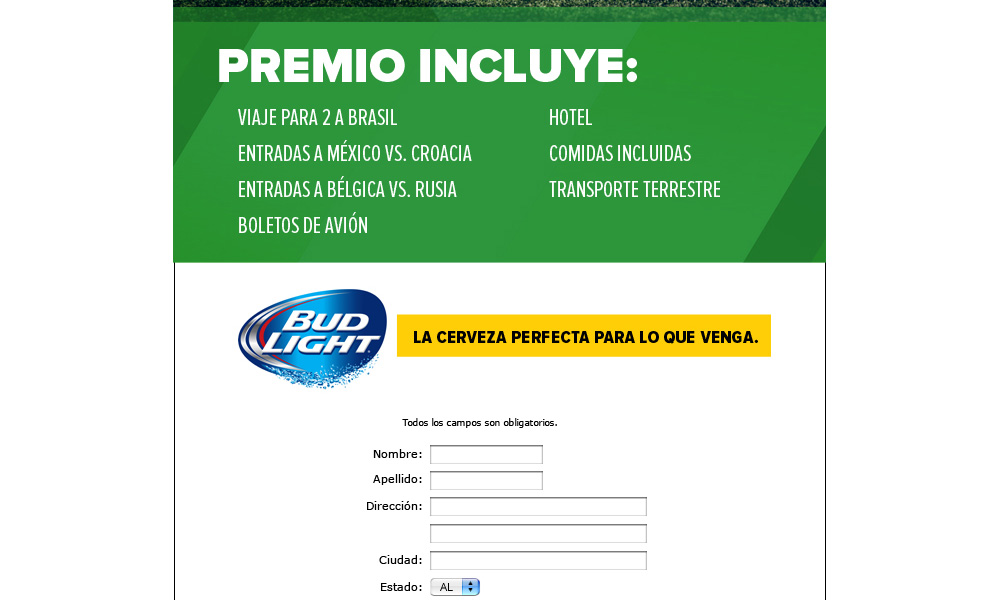 PREMIO INCLUYE:
VIAJE PARA 2 A BRASIL
ENTRADAS A MÉXICO VS. CROACIA
ENTRADAS A BÉLGICA VS. RUSIA
BOLETOS DE AVIÓN
HOTEL
COMIDAS INCLUIDAS
TRANSPORTE TERRESTRE
BUD
LIGHT
LA CERVEZA PERFECTA PARA LO QUE VENGA.
Todos los campos son obligatorios.
Nombre:
Apellido:
Dirección:
Ciudad:
Estado: AL